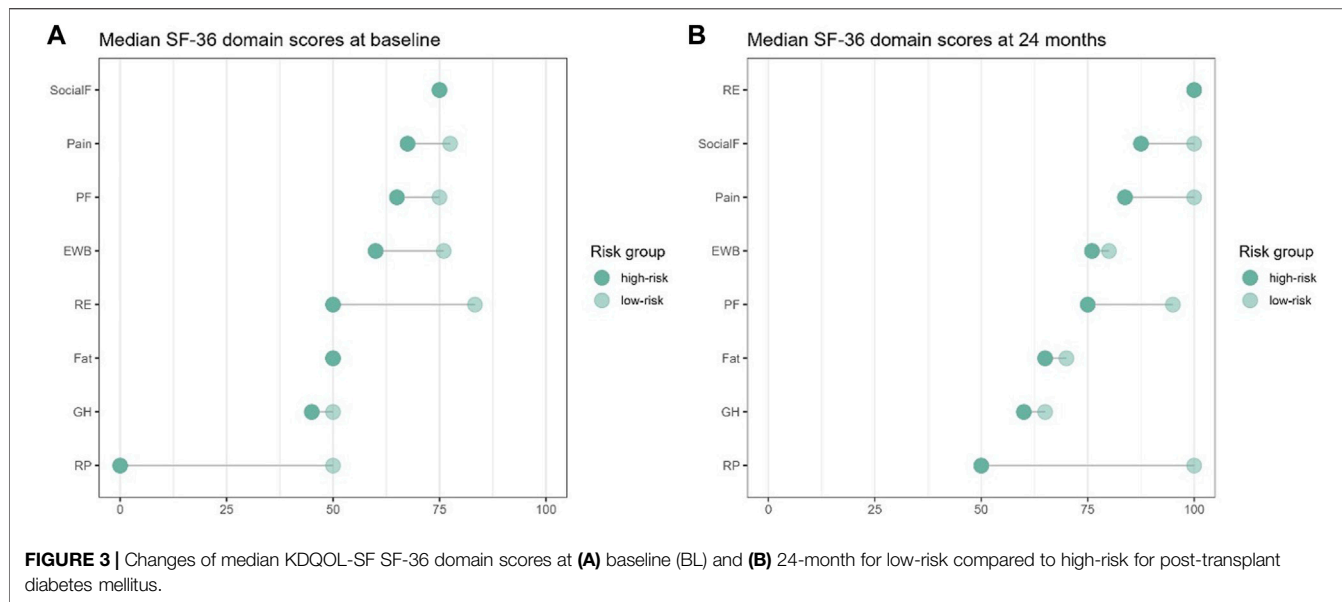 A
Median SF-36 domain scores at baseline
SocialF
Pain
PF
EWB
RE
Fat
GH
RP
0 25 50 75 100
Risk group
high-risk
low-risk
B
Median SF-36 domain scores at 24 months
RE
SocialF
Pain
EWB
PF
Fat
GH
RP
0 25 50 75 100
Risk group
high-risk
low-risk
FIGURE 3 | Changes of median KDQOL-SF SF-36 domain scores at (A) baseline (BL) and (B) 24-month for low-risk compared to high-risk for post-transplant
diabetes mellitus.